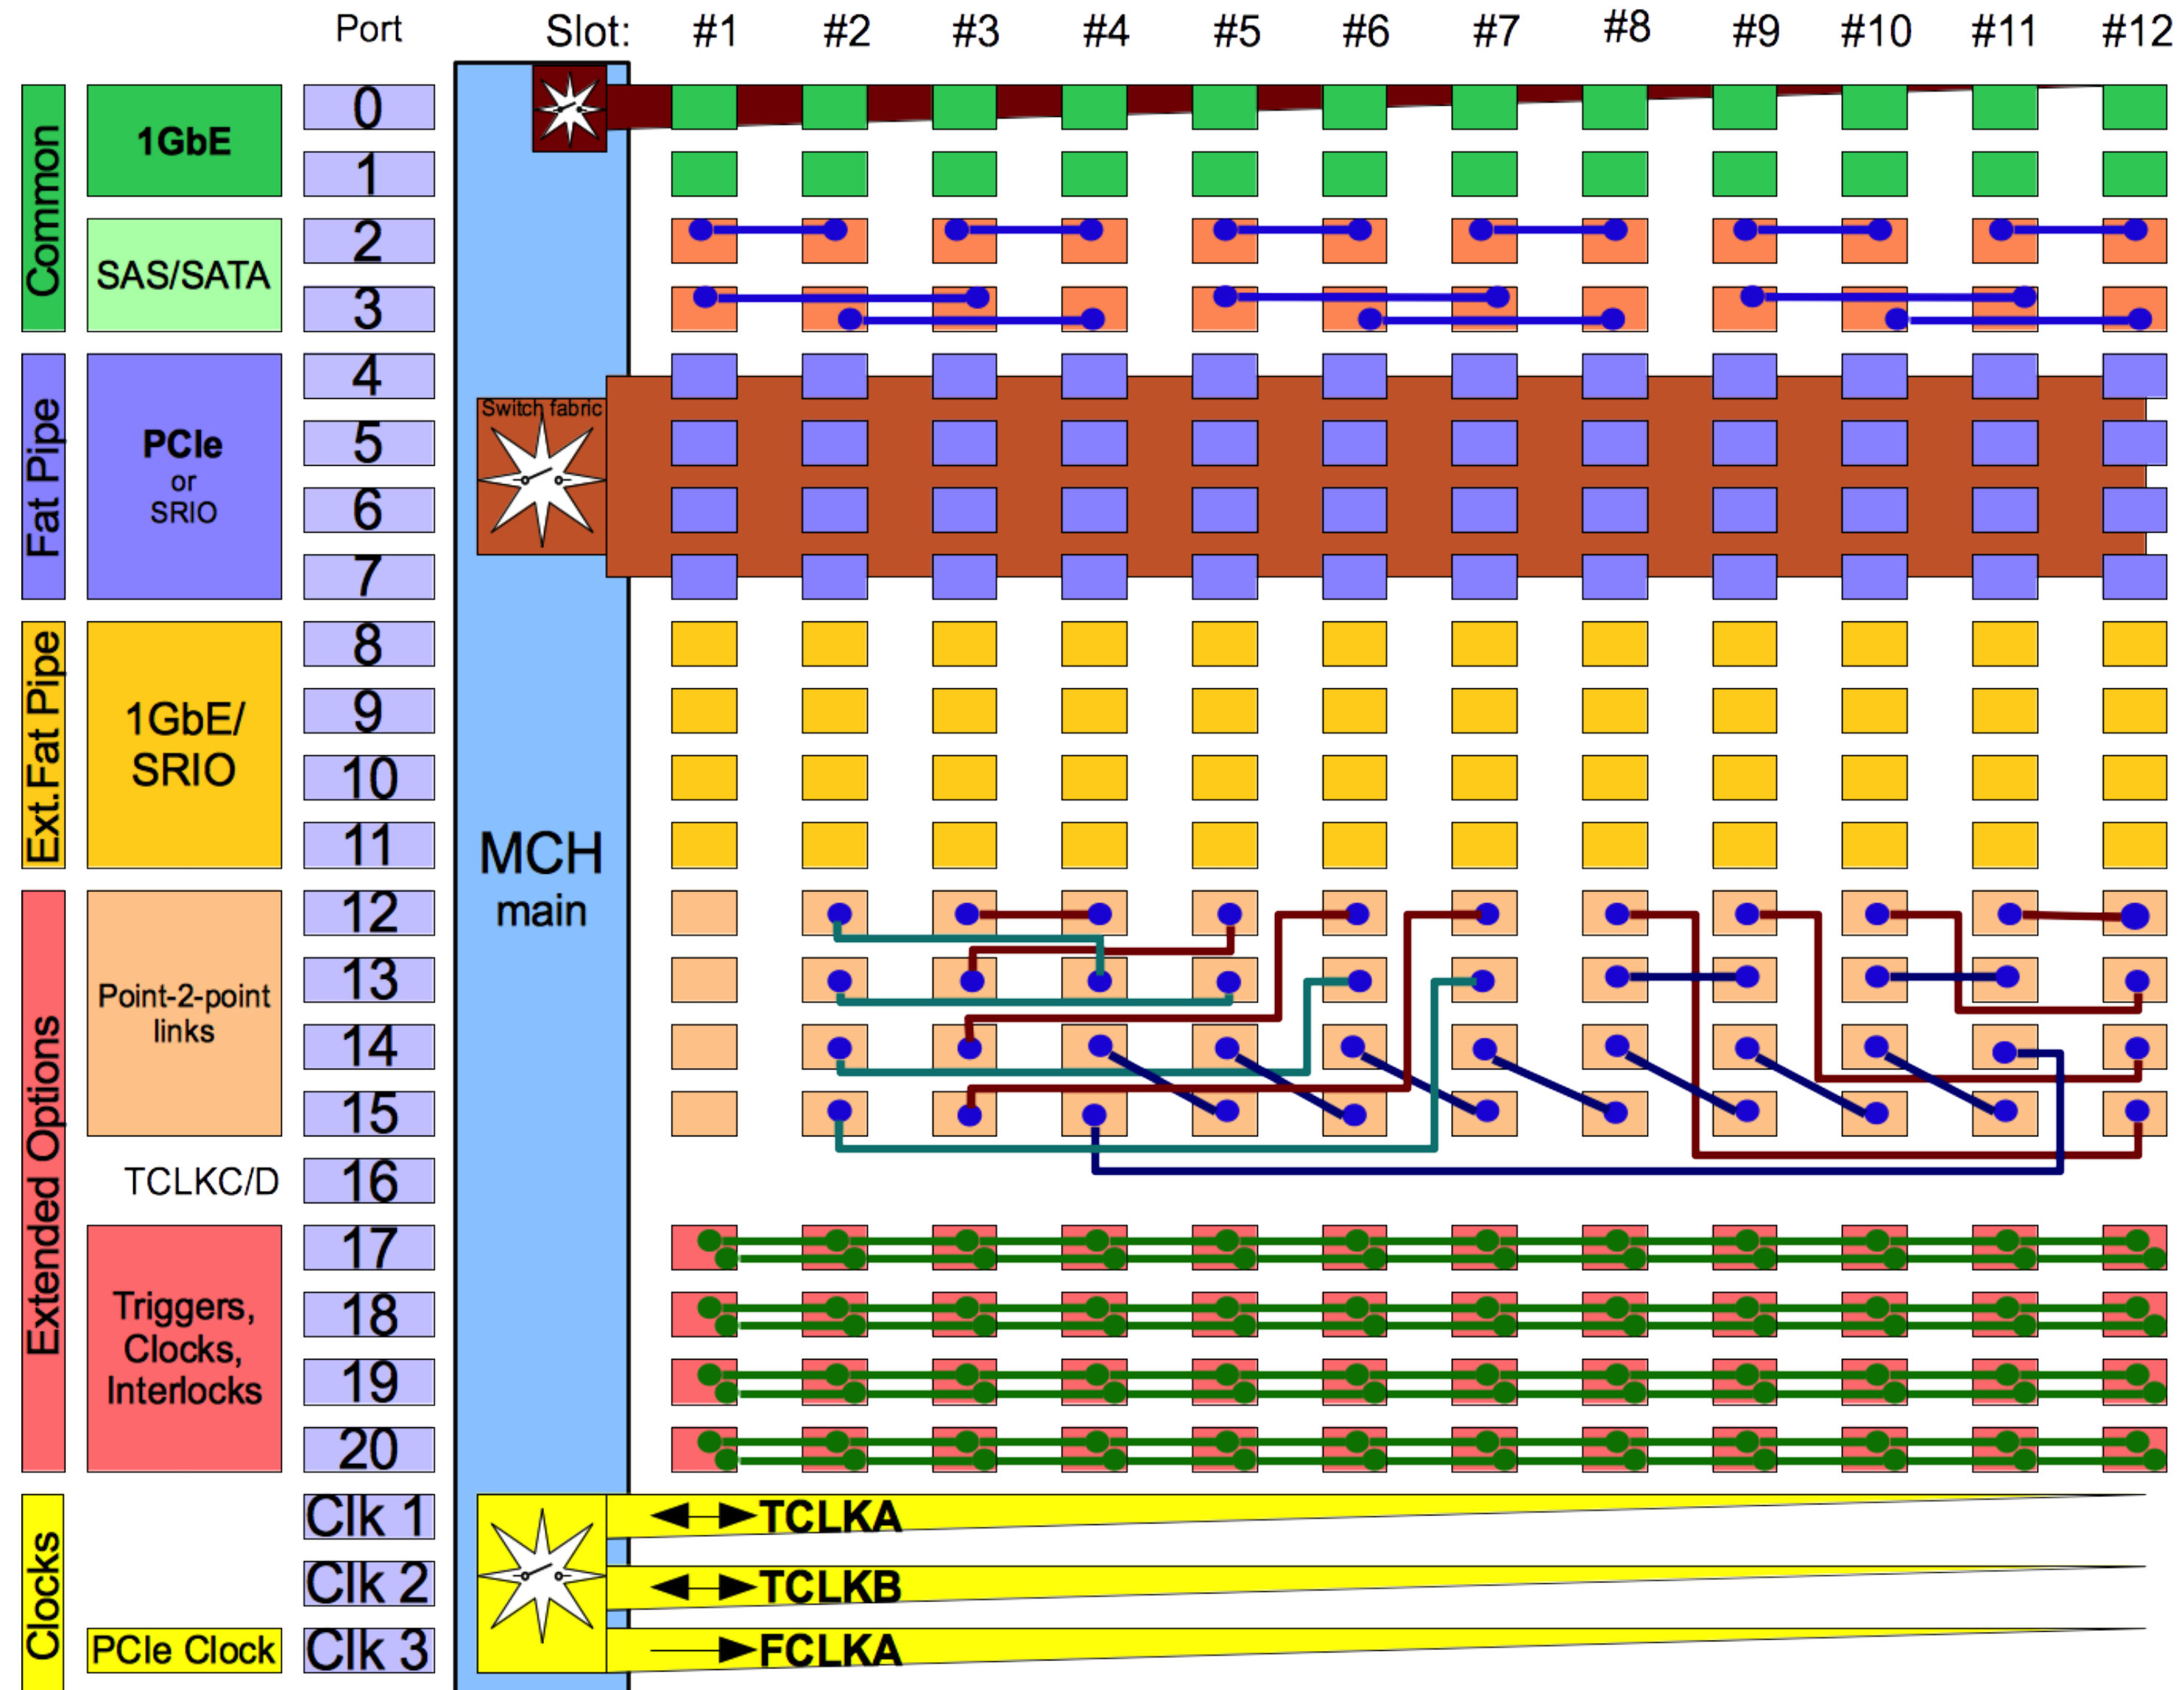 Port Slot: #1 #2 #3 #4 #5 #6 #7 #8 #9 #10 #11 #12
Common
1GbE
0
1
SAS/SATA
2
3
Fat Pipe
PCIe
or
SRIO
4
5
6
7
Switch fabric
Ext.Fat Pipe
1GbE/
SRIO
8
9
10
11
MCH
main
Extended Options
Point-2-point
links
12
13
14
15
TCLKC/D 16
Triggers,
Clocks,
Interlocks
17
18
19
20
Clocks
Clk 1 TCLKA
Clk 2 TCLKB
PCIe Clock Clk 3 FCLKA